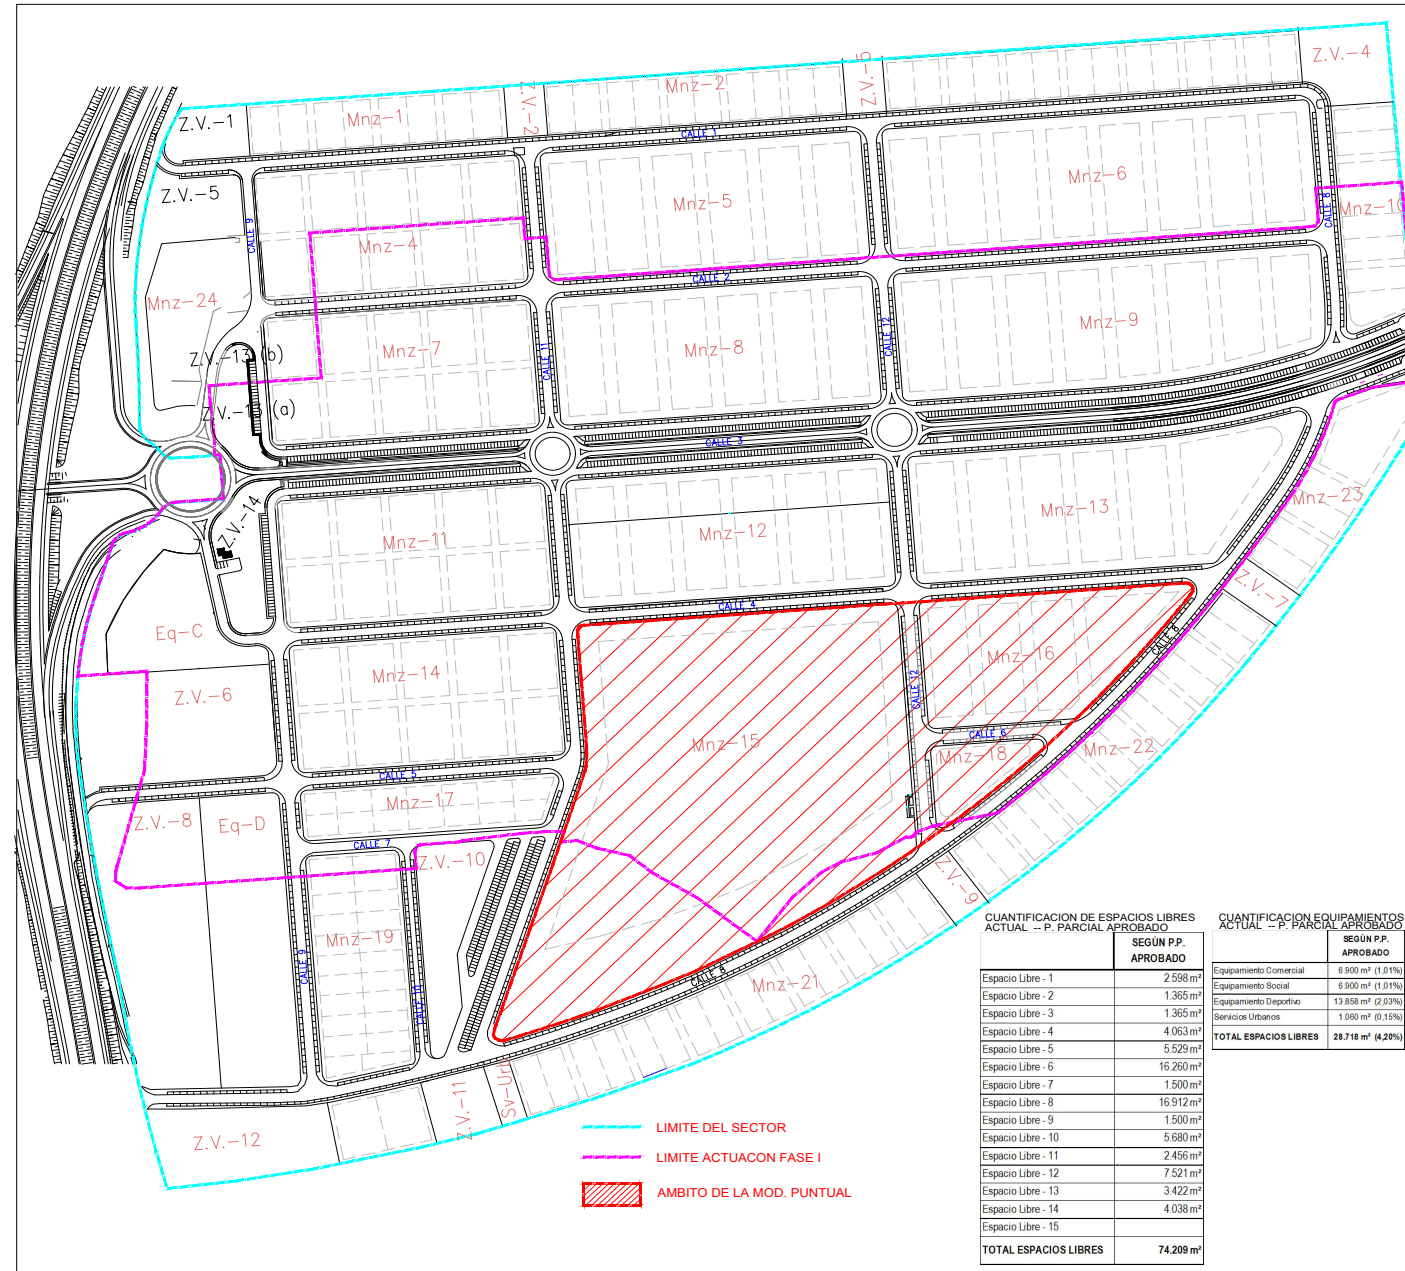 Z.V.-4
Z.V.-6
Mnz-2
Z.V.-2
Mnz-1
Z.V.-1
CALLE 1
Mnz-6
Z.V.-5
Mnz-5
CALLE 8
Mnz-10
CALLE 9
Mnz-4
CALLE 2
Mnz-24
Mnz-9
CALLE 12
Mnz-8
Mnz-7
CALLE 11
Z.V.-13 (b)
(a)
CALLE 3
Mnz-23
Z.V.-14
Mnz-13
Mnz-12
Mnz-11
Z.V.-7
CALLE 4
Eq-C
CALLE 8
Mnz-16
Mnz-14
Z.V.-6
CALLE 12
CALLE 6
Mnz-15
Mnz-22
Mnz-18
CALLE 5
Mnz-17
Z.V.-8
Eq-D
CALLE 7
Z.V.-10
Z.V.-9
Mnz-19
CALLE 9
CALLE 8
Mnz-21
CALLE 10
Sv-Ur
Z.V.-11
Z.V.-12
LIMITE DEL SECTOR
LIMITE ACTUACON FASE I
AMBITO DE LA MOD. PUNTUAL
CUANTIFICACION DE ESPACIOS LIBRES
ACTUAL -- P. PARCIAL APROBADO
SEGÚN P.P.
APROBADO
Espacio Libre - 1 2.598 m²
Espacio Libre - 2 1.365 m²
Espacio Libre - 3 1.365 m²
Espacio Libre - 4 4.063 m²
Espacio Libre - 5 5.529 m²
Espacio Libre - 6 16.260 m²
Espacio Libre - 7 1.500 m²
Espacio Libre - 8 16.912 m²
Espacio Libre - 9 1.500 m²
Espacio Libre - 10 5.680 m²
Espacio Libre - 11 2.456 m²
Espacio Libre - 12 7.521 m²
Espacio Libre - 13 3.422 m²
Espacio Libre - 14 4.038 m²
Espacio Libre - 15
TOTAL ESPACIOS LIBRES 74.209 m²
CUANTIFICACION EQUIPAMIENTOS
ACTUAL -- P. PARCIAL APROBADO
SEGÚN P.P.
APROBADO
Equipamiento Comercial 6.900 m² (1,01%)
Equipamiento Social 6.900 m² (1,01%)
Equipamiento Deportivo 13.858 m² (2,03%)
Servicios Urbanos 1.060 m² (0,15%)
TOTAL ESPACIOS LIBRES 28.718 m² (4,20%)